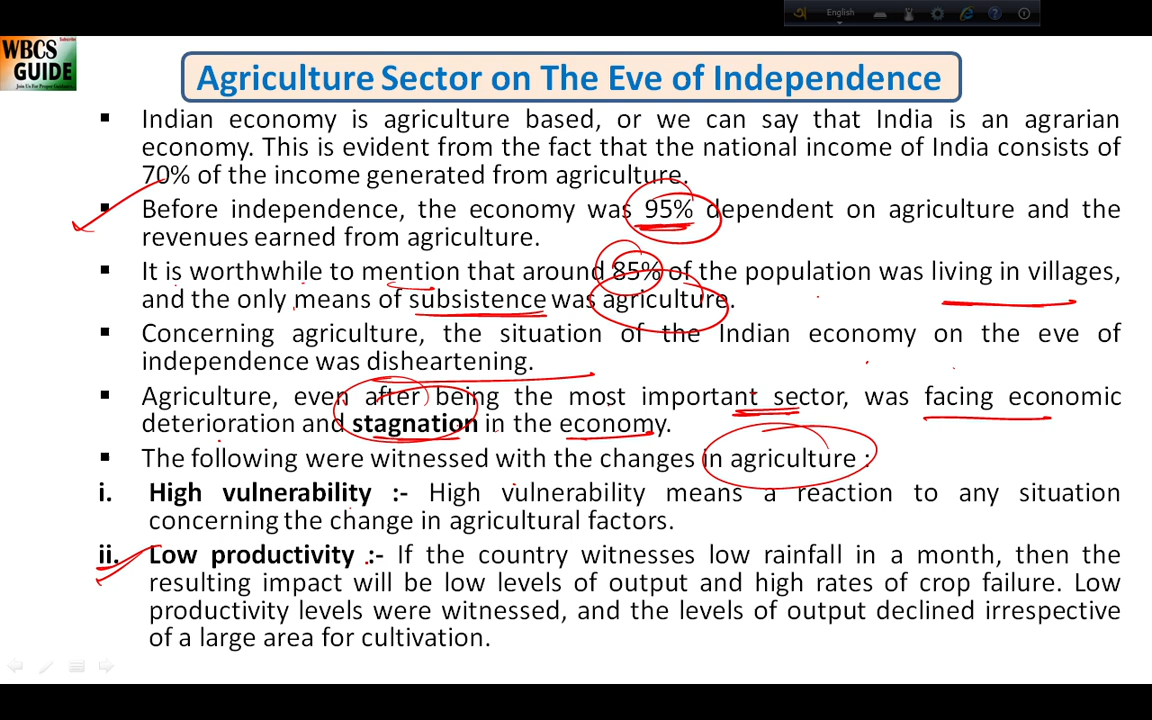 English
Subscribe
WBCS
GUIDE
Join Us For Proper Guidance
Agriculture Sector on The Eve of Independence
▪ Indian economy is agriculture based, or we can say that India is an agrarian
economy. This is evident from the fact that the national income of India consists of
70% of the income generated from agriculture.
▪ Before independence, the economy was 95% dependent on agriculture and the
revenues earned from agriculture.
▪ It is worthwhile to mention that around 85% of the population was living in villages,
and the only means of subsistence was agriculture.
▪ Concerning agriculture, the situation of the Indian economy on the eve of
independence was disheartening.
▪ Agriculture, even after being the most important sector, was facing economic
deterioration and stagnation in the economy.
▪ The following were witnessed with the changes in agriculture :
i. High vulnerability :- High vulnerability means a reaction to any situation
concerning the change in agricultural factors.
ii. Low productivity :- If the country witnesses low rainfall in a month, then the
resulting impact will be low levels of output and high rates of crop failure. Low
productivity levels were witnessed, and the levels of output declined irrespective
of a large area for cultivation.